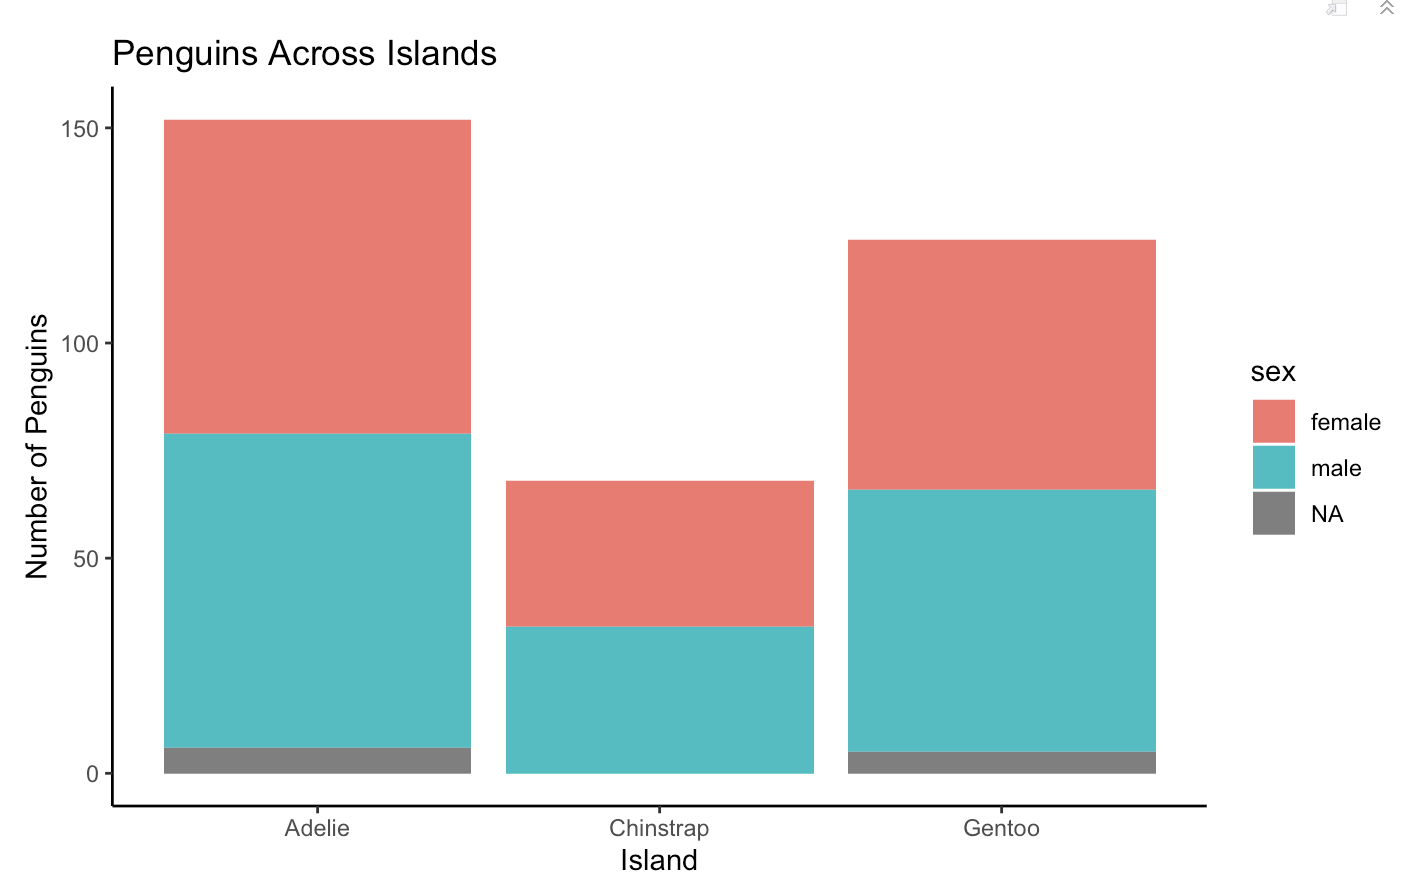 Penguins Across Islands
150
100
50
0
Number of Penguins
Adelie
Chinstrap
Gentoo
Island
sex
female
male
NA